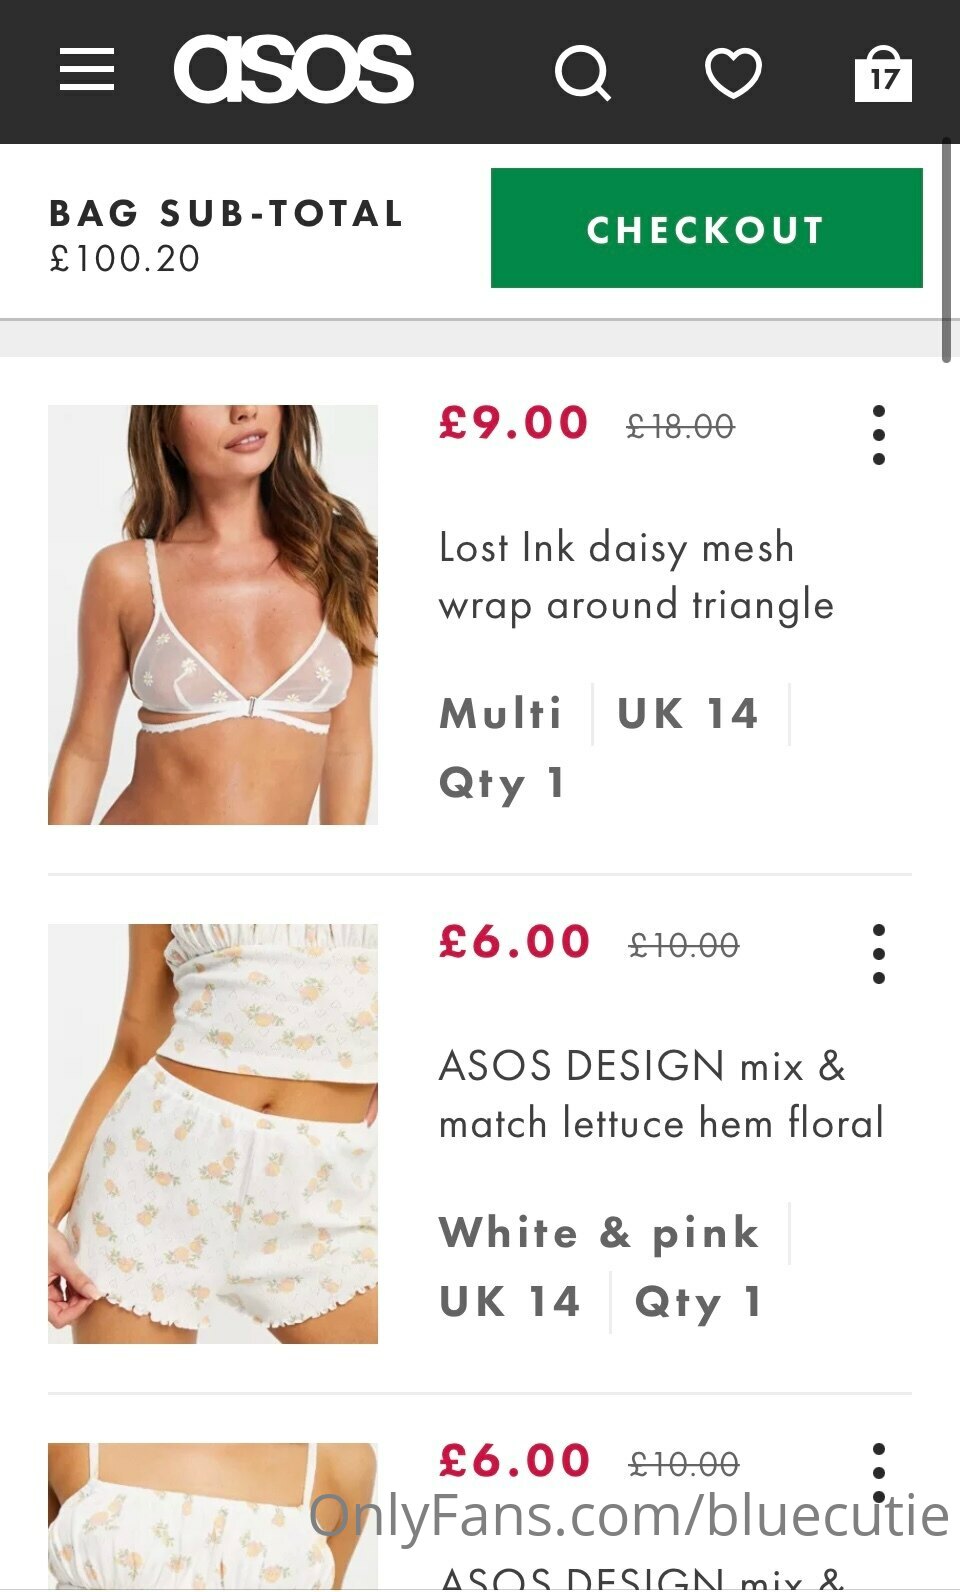 asos
17
BAG SUB-TOTAL
£100.20
CHECKOUT
£9.00 £18.00
Lost Ink daisy mesh
wrap around triangle
Multi
UK 14
Qty 1
£6.00 £10.00
ASOS DESIGN mix &
match lettuce hem floral
White & pink
UK 14
Qty 1
£6.00 £10.00
OnlyFans.com/bluecutie
ASOS DESIGN mix &